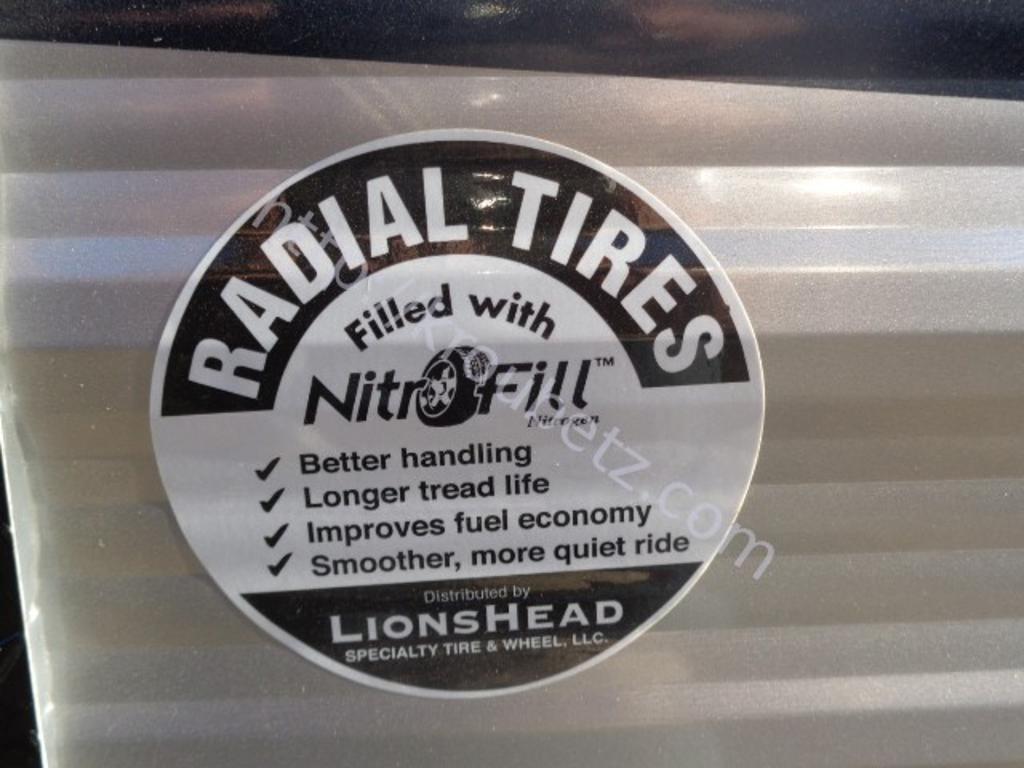 RADIAL TIRES
Filled with
NitroFill™
Nitrogen
✓ Better handling
✓ Longer tread life
✓ Improves fuel economy
✓ Smoother, more quiet ride
Distributed by
LIONSHEAD
SPECIALTY TIRE & WHEEL, LLC.